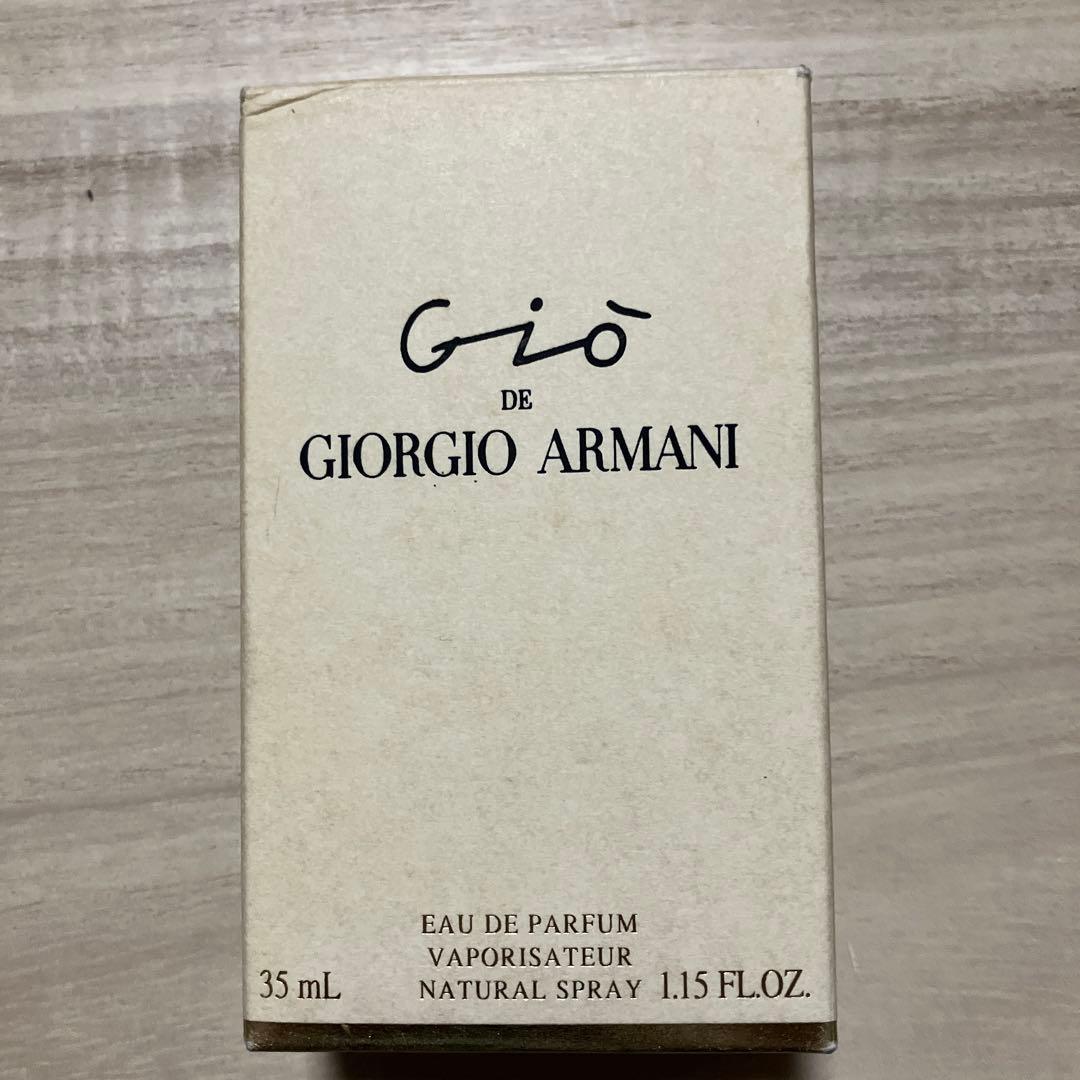 Giò
DE
GIORGIO ARMANI
EAU DE PARFUM
VAPORISATEUR
35 mL NATURAL SPRAY 1.15 FL.OZ.